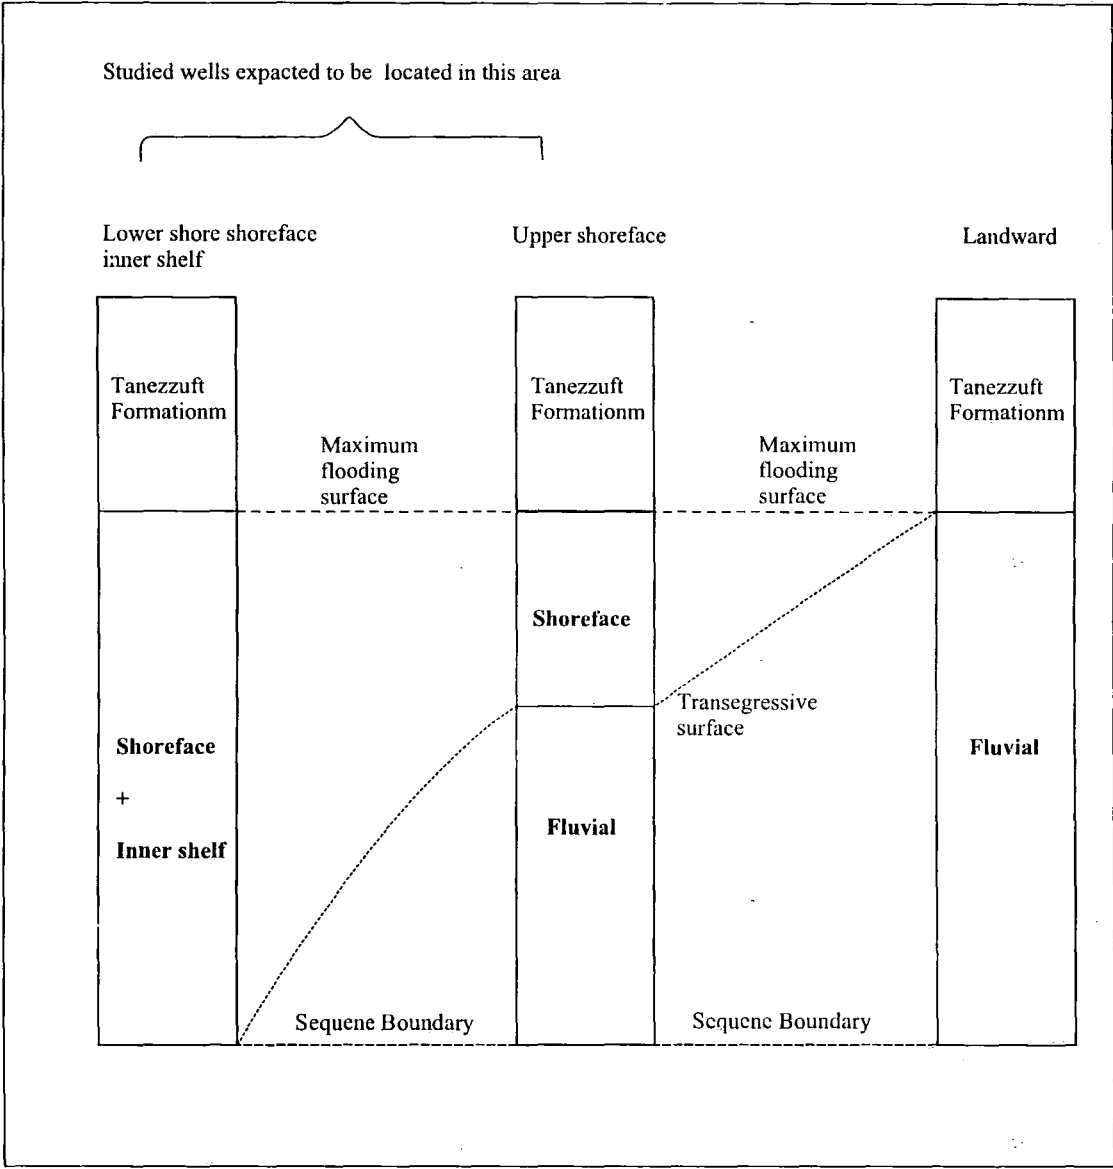 Studied wells expacted to be located in this area
Lower shore shoreface
inner shelf
Upper shoreface
Landward
Tanezzuft
Formationm
Tanezzuft
Formationm
Tanezzuft
Formationm
Maximum
flooding
surface
Maximum
flooding
surface
Shoreface
Transegressive
surface
Shoreface
+
Inner shelf
Fluvial
Fluvial
Sequene Boundary
Sequene Boundary